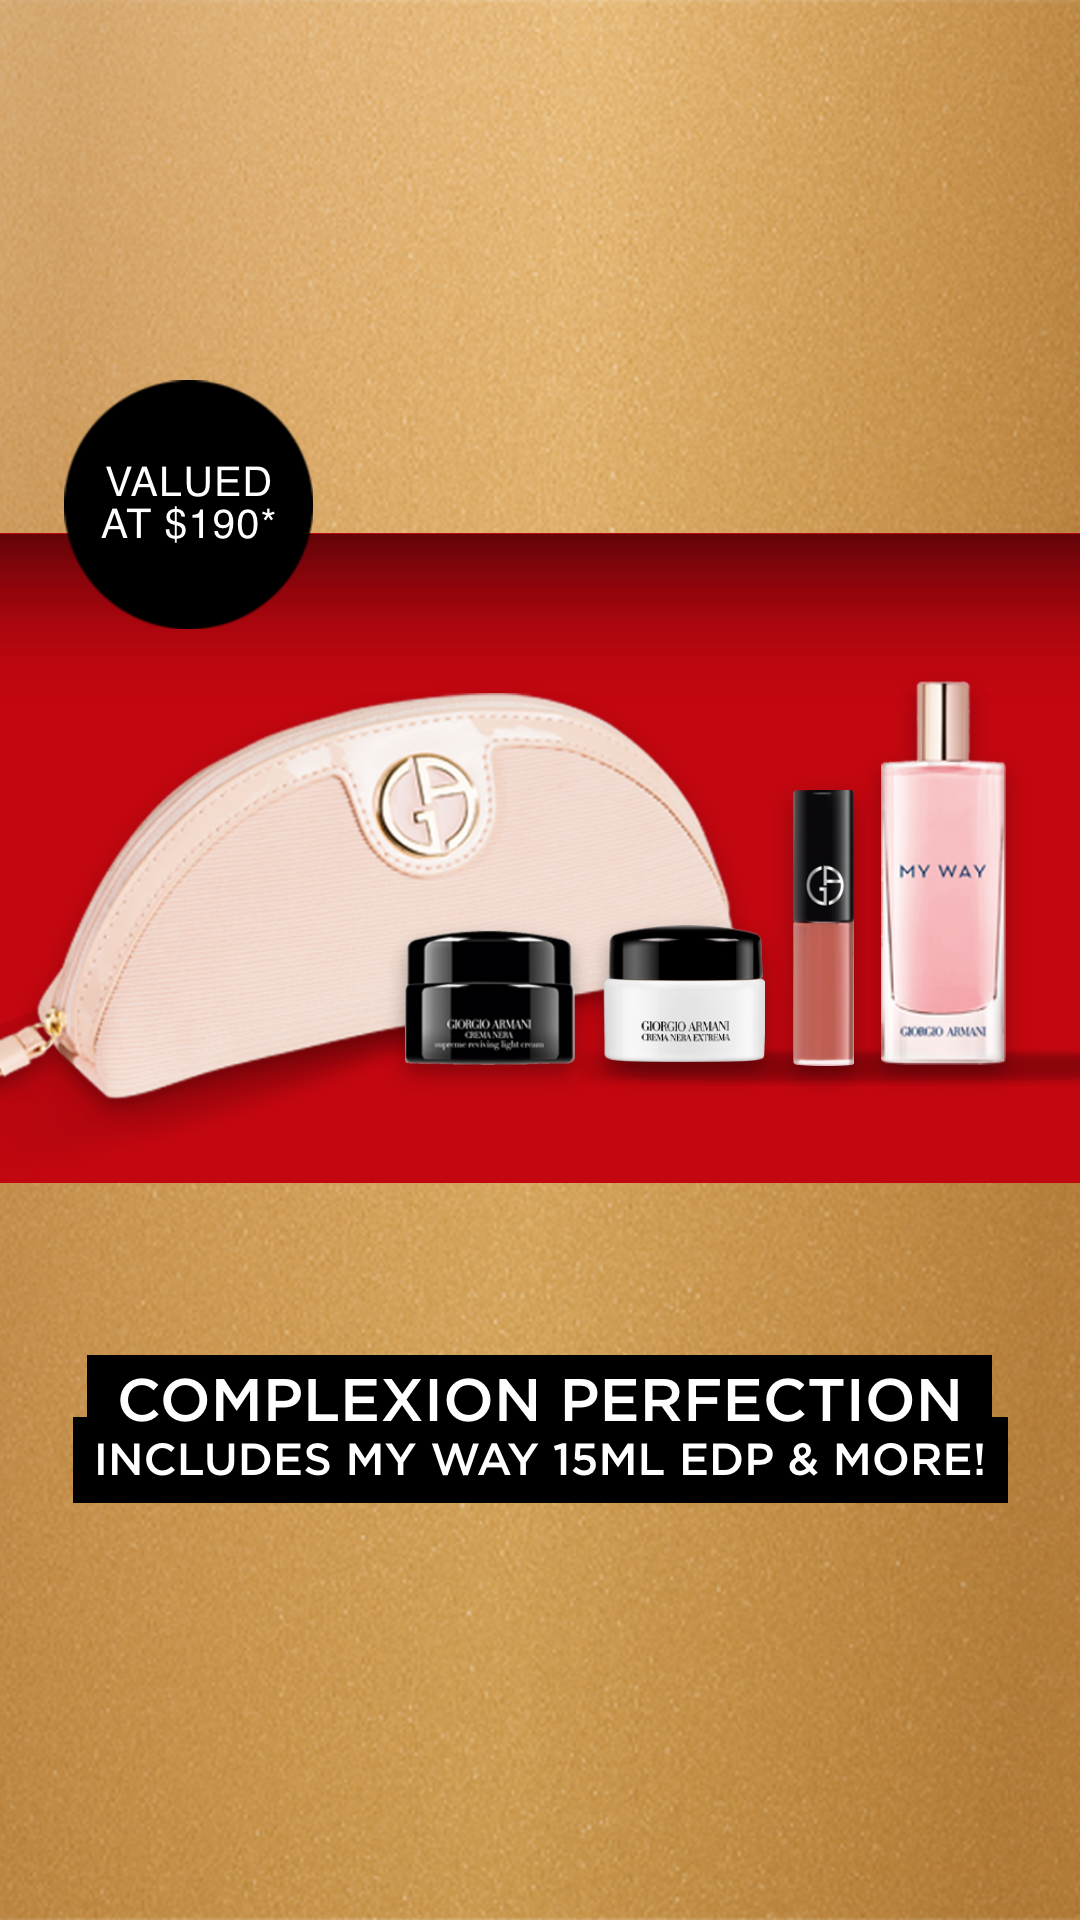 VALUED
AT $190*
MY WAY
GIORGIO ARMANI
CREMA NERA
supreme reviving light cream
GIORGIO ARMANI
CREMA NERA EXTREMA
GIORGIO ARMANI
COMPLEXION PERFECTION
INCLUDES MY WAY 15ML EDP & MORE!